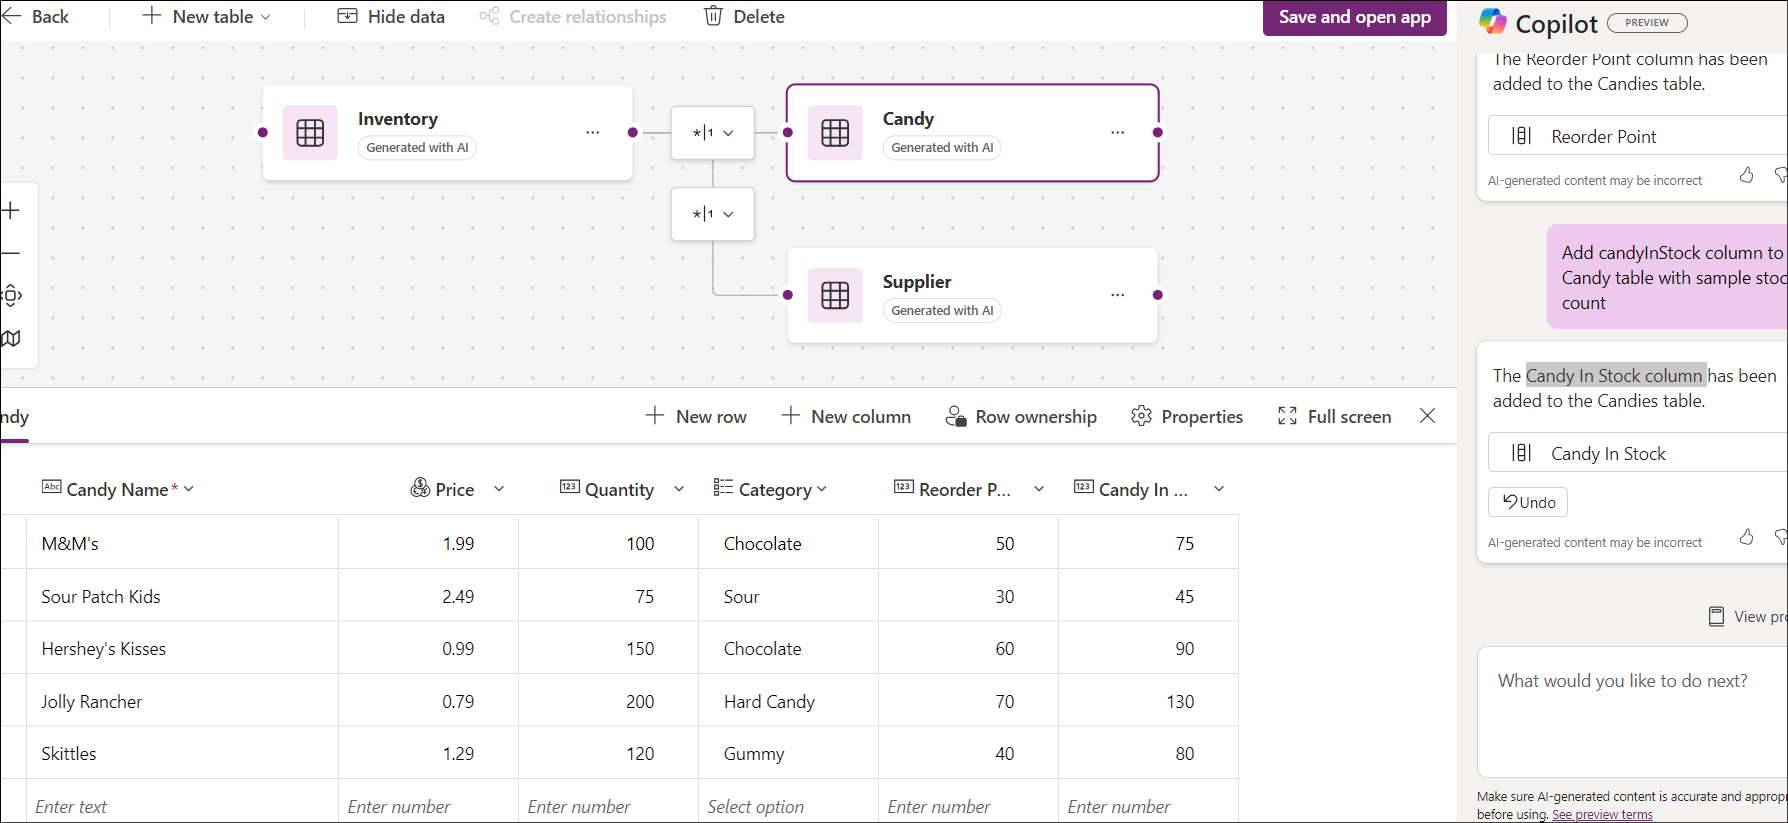 Back
New table
Hide data
Create relationships
Delete
Save and open app
Inventory
Generated with AI
*|1
Candy
Generated with AI
*|1
Supplier
Generated with AI
ndy
New row
New column
Row ownership
Properties
Full screen
Abc Candy Name* Price 123 Quantity Category 123 Reorder P... 123 Candy In ...
M&M's 1.99 100 Chocolate 50 75
Sour Patch Kids 2.49 75 Sour 30 45
Hershey's Kisses 0.99 150 Chocolate 60 90
Jolly Rancher 0.79 200 Hard Candy 70 130
Skittles 1.29 120 Gummy 40 80
Enter text Enter number Enter number Select option Enter number Enter number
Copilot PREVIEW
The Reorder Point column has been
added to the Candies table.
Reorder Point
AI-generated content may be incorrect
Add candyInStock column to
Candy table with sample stoc
count
The Candy In Stock column has been
added to the Candies table.
Candy In Stock
Undo
AI-generated content may be incorrect
View pro
What would you like to do next?
Make sure AI-generated content is accurate and appropr
before using. See preview terms